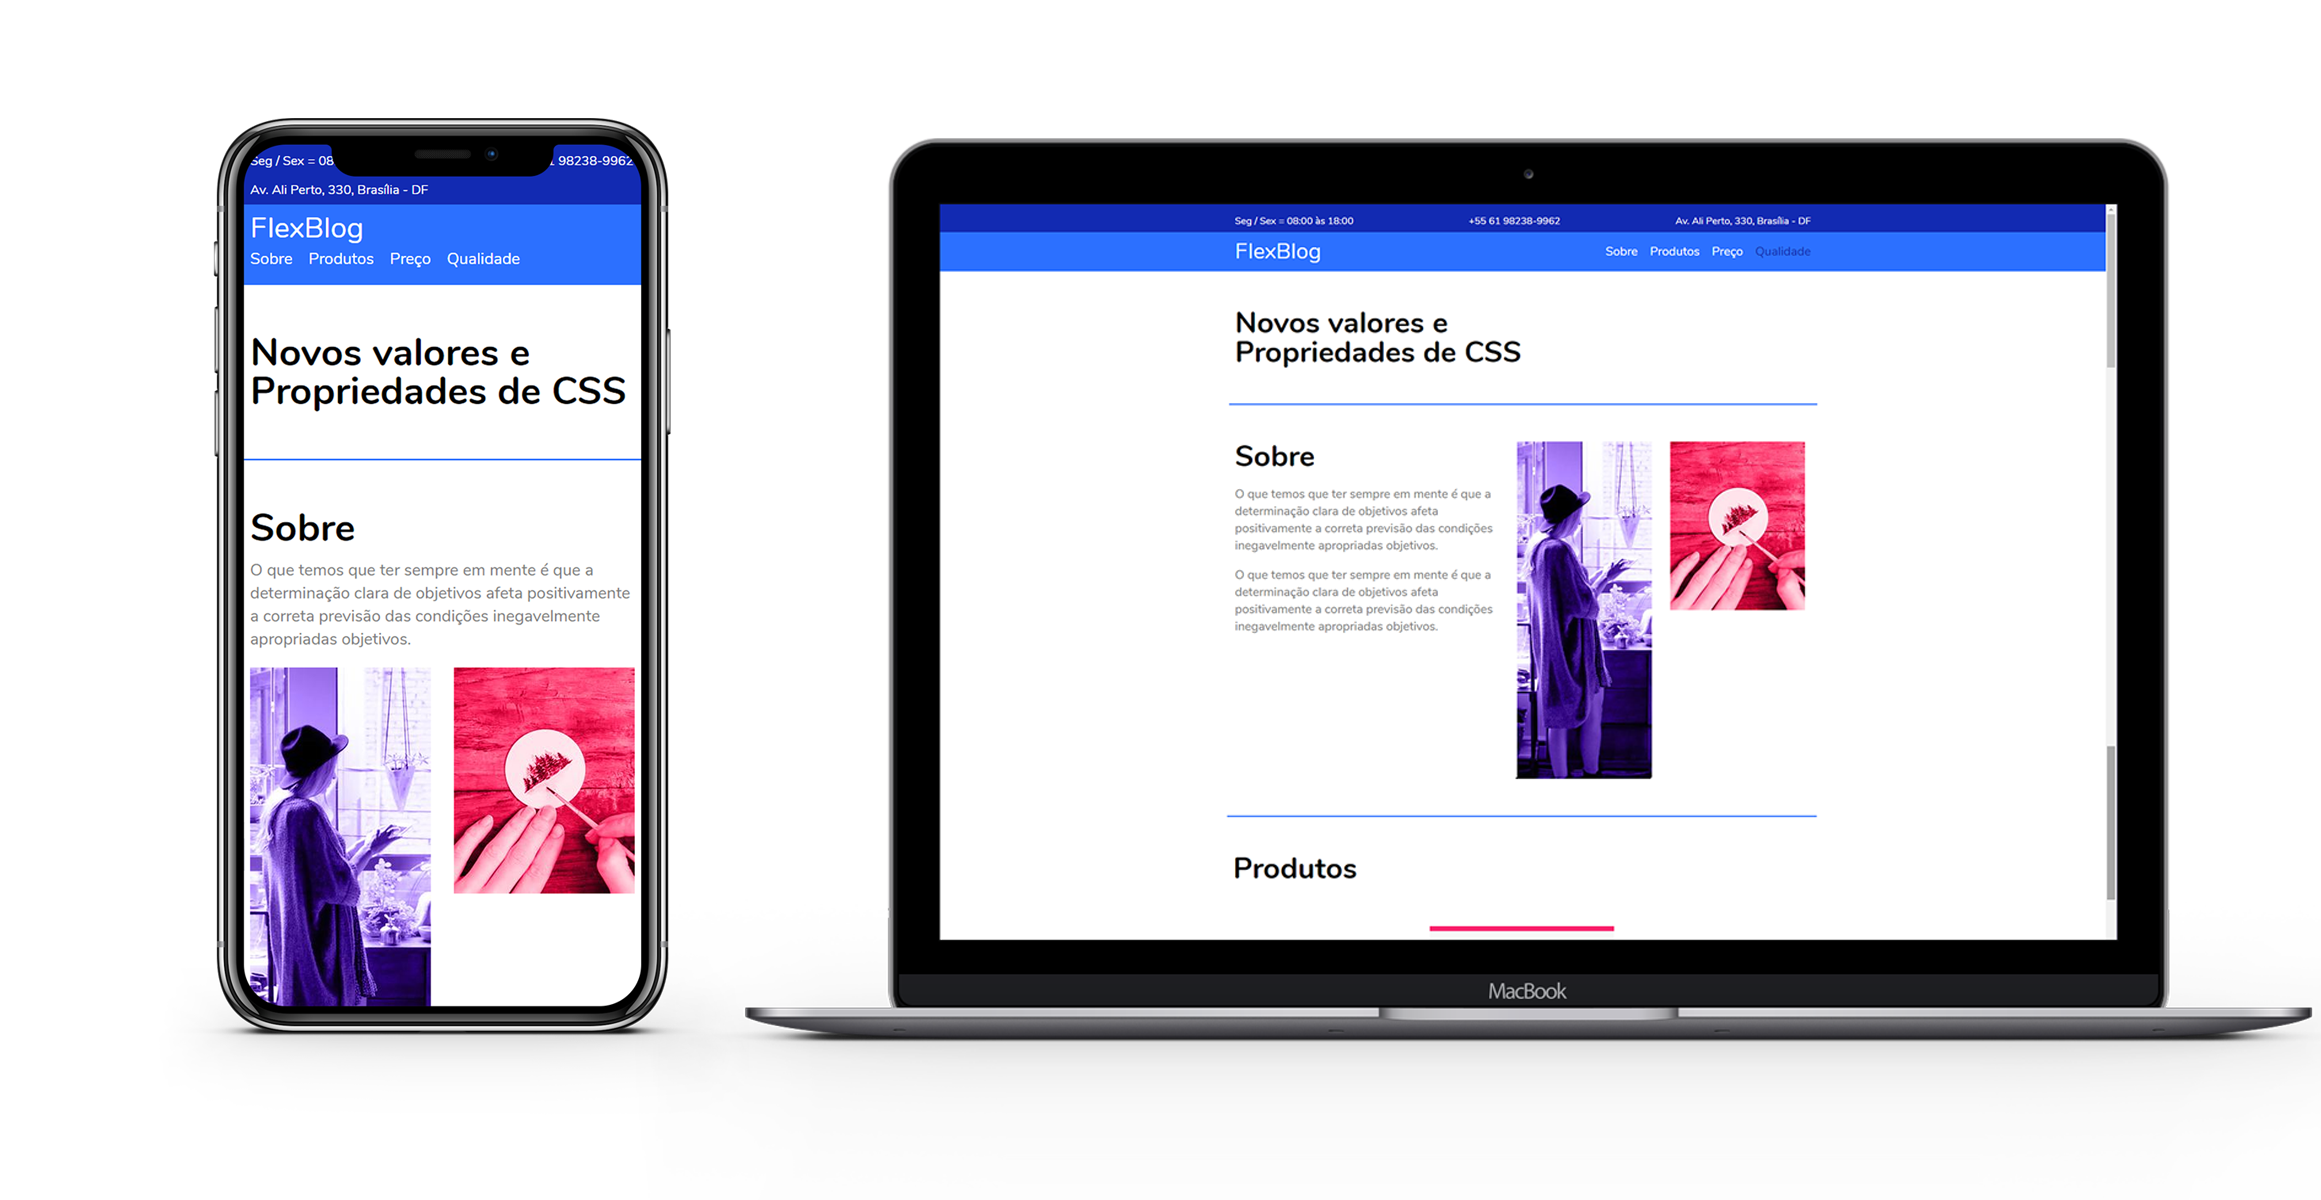 Seg / Sex = 08
98238-9962
Av. Ali Perto, 330, Brasília - DF
FlexBlog
Sobre Produtos Preço Qualidade
Novos valores e
Propriedades de CSS
Sobre
O que temos que ter sempre em mente é que a
determinação clara de objetivos afeta positivamente
a correta previsão das condições inegavelmente
apropriadas objetivos.
Seg / Sex = 08:00 às 18:00 +55 61 98238-9962 Av. Ali Perto, 330, Brasília - DF
FlexBlog Sobre Produtos Preço Qualidade
Novos valores e
Propriedades de CSS
Sobre
O que temos que ter sempre em mente é que a
determinação clara de objetivos afeta
positivamente a correta previsão das condições
inegavelmente apropriadas objetivos.
O que temos que ter sempre em mente é que a
determinação clara de objetivos afeta
positivamente a correta previsão das condições
inegavelmente apropriadas objetivos.
Produtos
MacBook